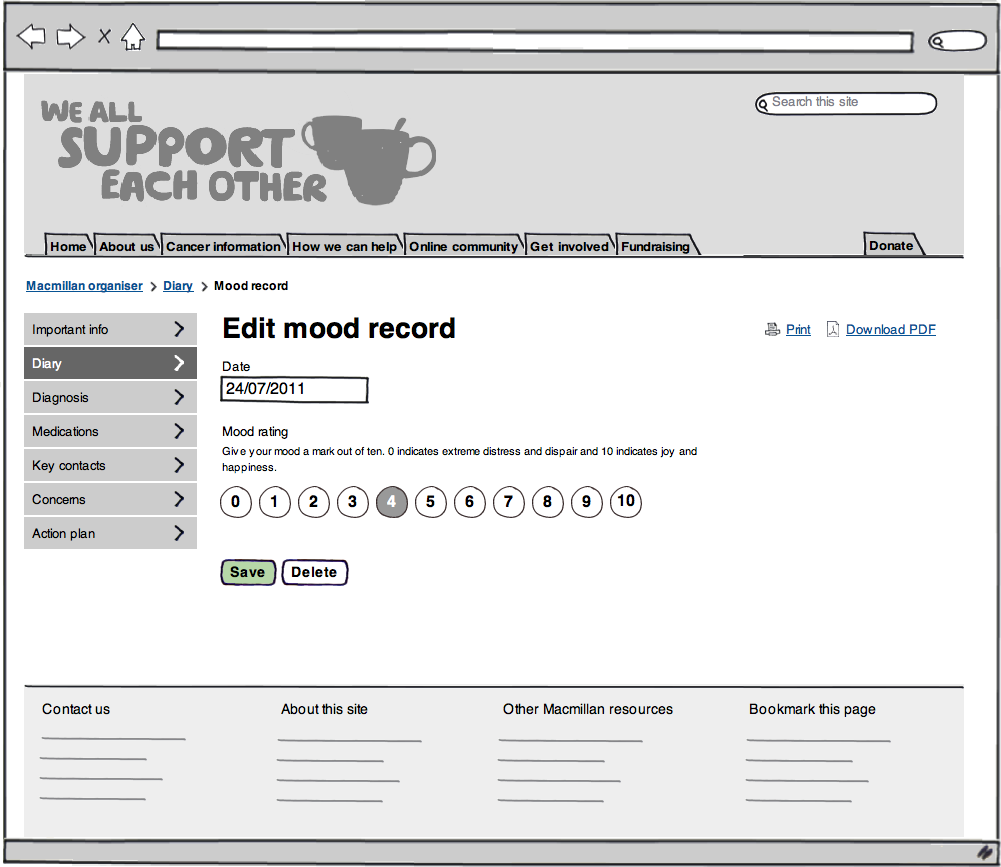 WE ALL
SUPPORT
EACH OTHER
Search this site
Home
About us
Cancer information
How we can help
Online community
Get involved
Fundraising
Donate
Macmillan organiser > Diary > Mood record
Important info
Diary
Diagnosis
Medications
Key contacts
Concerns
Action plan
Edit mood record
Print
Download PDF
Date
24/07/2011
Mood rating
Give your mood a mark out of ten. 0 indicates extreme distress and dispair and 10 indicates joy and
happiness.
0 1 2 3 4 5 6 7 8 9 10
Save
Delete
Contact us
About this site
Other Macmillan resources
Bookmark this page